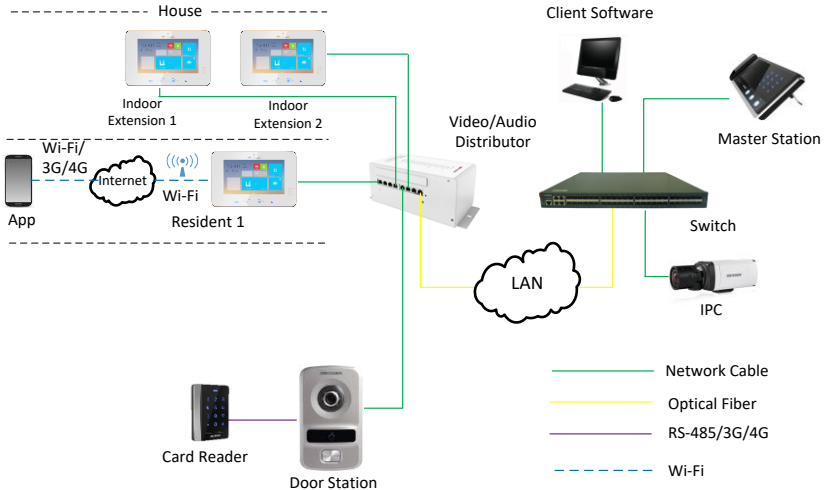 House
Client Software
Indoor
Extension 1
Indoor
Extension 2
Video/Audio
Distributor
Master Station
Wi-Fi/
3G/4G
Internet
Wi-Fi
App
Resident 1
Switch
LAN
IPC
Network Cable
Optical Fiber
RS-485/3G/4G
Wi-Fi
Card Reader
Door Station